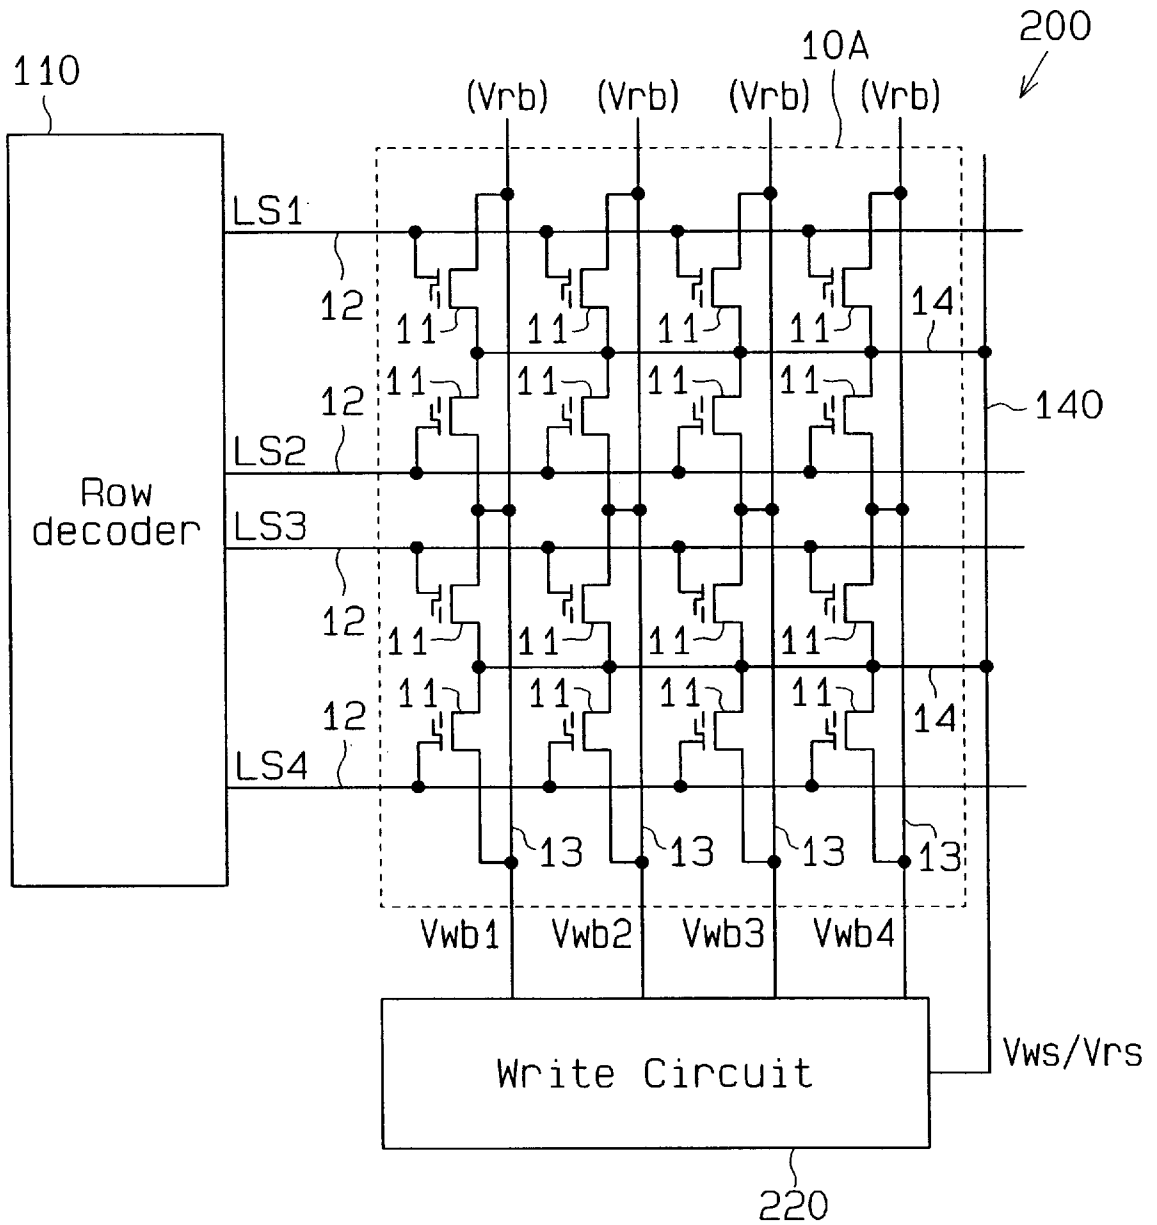 200
10A
110
(Vrb) (Vrb) (Vrb) (Vrb)
LS1
12
11 11 11 11 14
11 11 11 11
12 140
LS2
Row
decoder
LS3
12
11 11 11 11
11 11 11 11 14
12
LS4
13 13 13 13
Vwb1 Vwb2 Vwb3 Vwb4
Vws/Vrs
Write Circuit
220